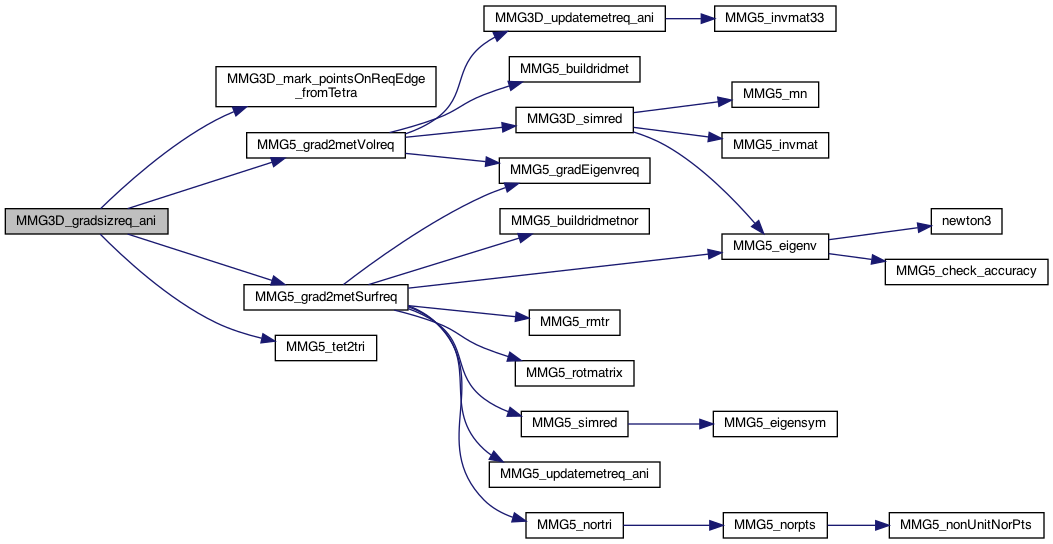 MMG3D_updatemetreq_ani
MMG5_invmat33
MMG5_buildridmet
MMG3D_mark_pointsOnReqEdge
_fromTetra
MMG5_mn
MMG3D_simred
MMG5_grad2metVolreq
MMG5_invmat
MMG5_gradEigenvreq
MMG3D_gradsizreq_ani
MMG5_buildridmetnor
newton3
MMG5_eigenv
MMG5_check_accuracy
MMG5_grad2metSurfreq
MMG5_rmtr
MMG5_tet2tri
MMG5_rotmatrix
MMG5_simred
MMG5_eigensym
MMG5_updatemetreq_ani
MMG5_nortri
MMG5_norpts
MMG5_nonUnitNorPts